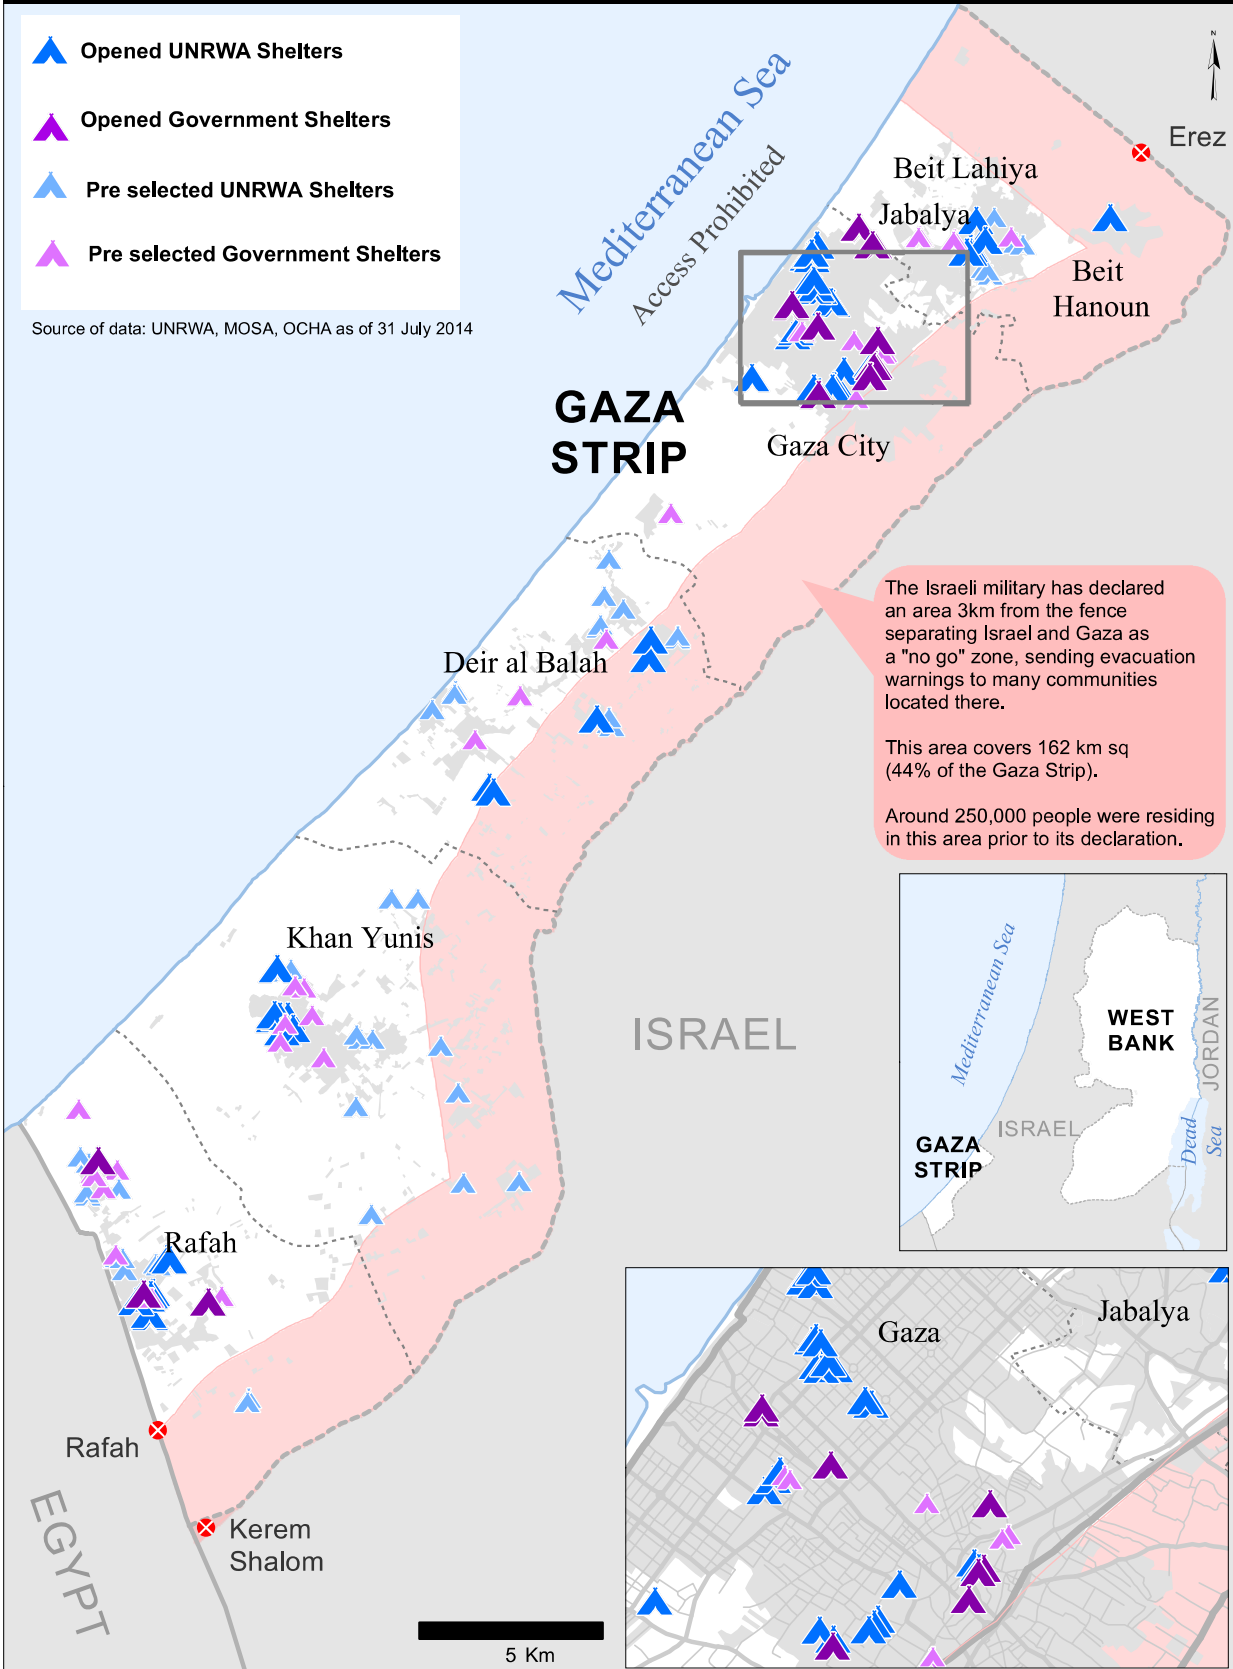 Opened UNRWA Shelters
Opened Government Shelters
Pre selected UNRWA Shelters
Pre selected Government Shelters
Source of data: UNRWA, MOSA, OCHA as of 31 July 2014
N
Mediterranean Sea
Access Prohibited
Erez
Beit Lahiya
Jabalya
Beit
Hanoun
GAZA
STRIP
Gaza City
The Israeli military has declared
an area 3km from the fence
separating Israel and Gaza as
a "no go" zone, sending evacuation
warnings to many communities
located there.
This area covers 162 km sq
(44% of the Gaza Strip).
Around 250,000 people were residing
in this area prior to its declaration.
Deir al Balah
Khan Yunis
ISRAEL
Rafah
Rafah
Kerem
Shalom
EGYPT
5 Km
Mediterranean Sea
WEST
BANK
JORDAN
ISRAEL
GAZA
STRIP
Dead
Sea
Gaza
Jabalya